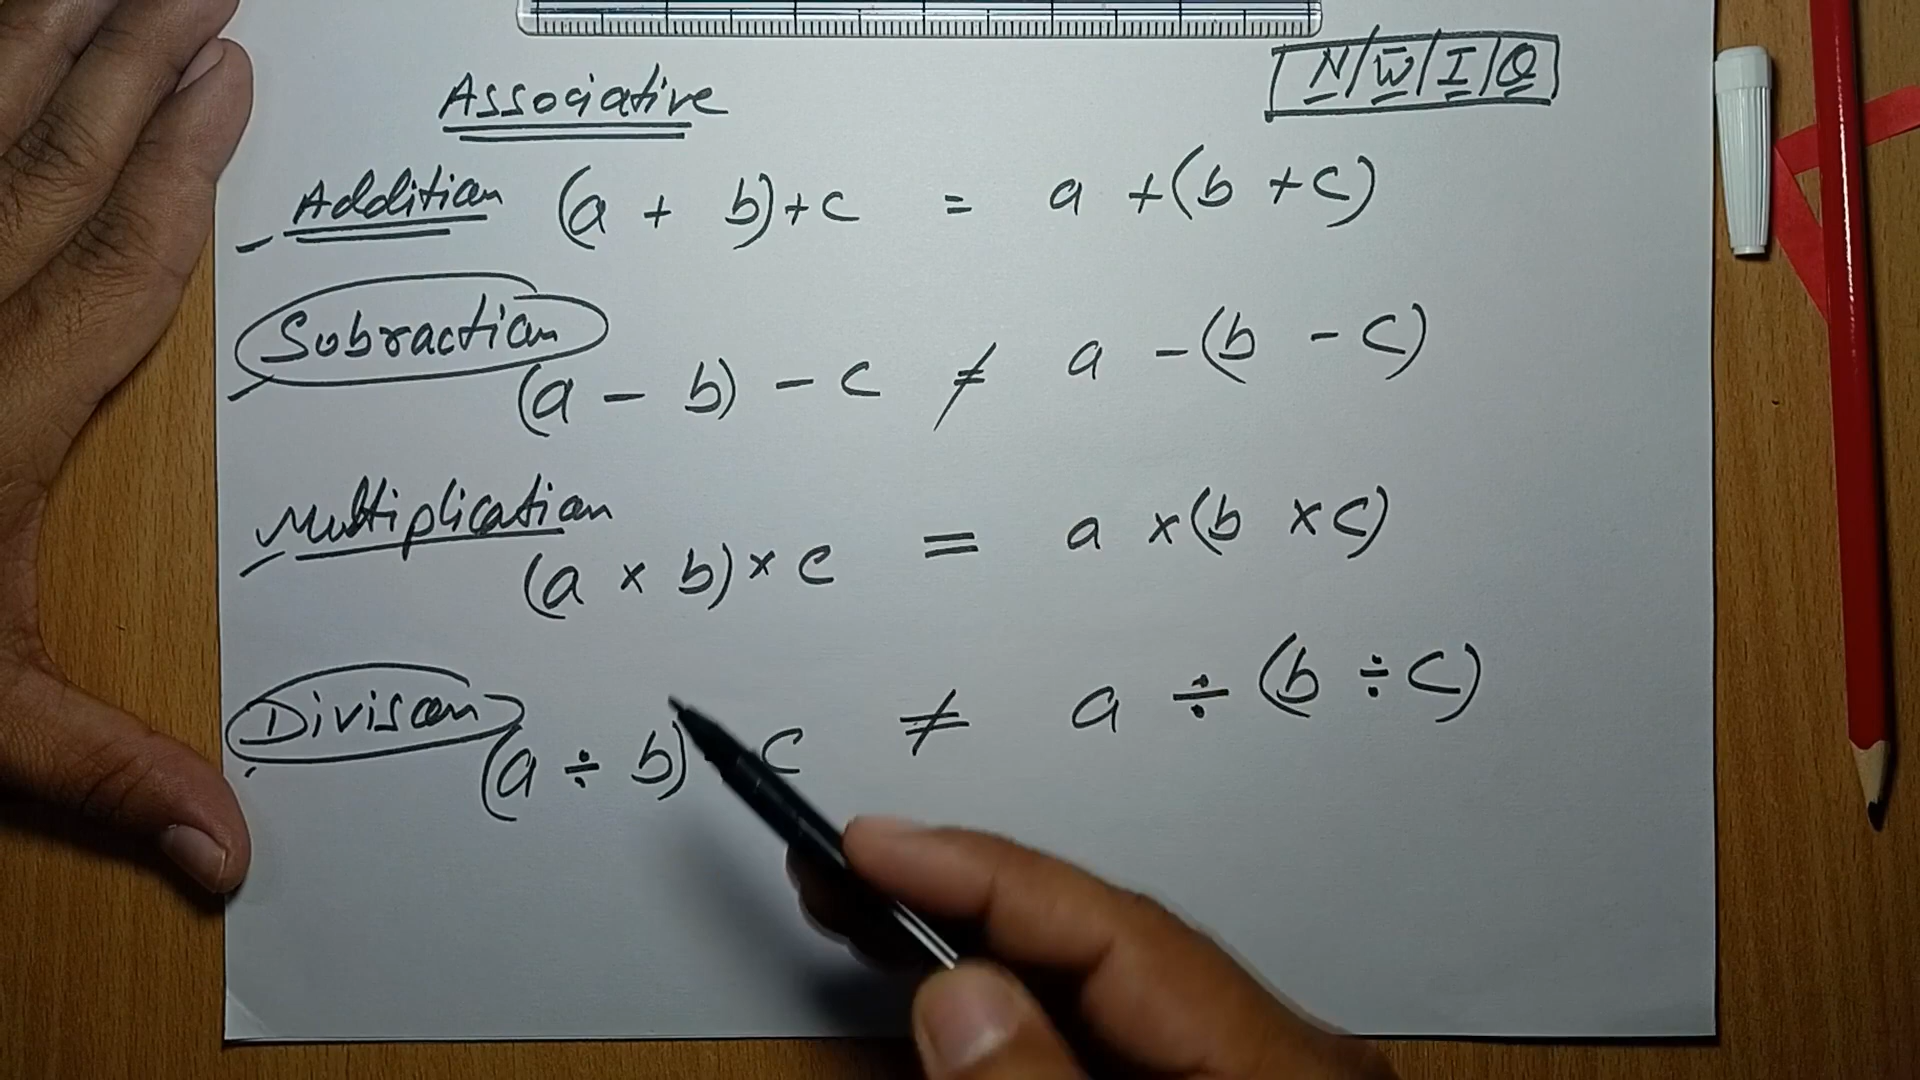 Associative
N/W/I/Q
Addition (a + b)+c = a +(b +c)
Subraction
(a - b) - c ≠ a -(b - c)
Multiplication
(a × b)× c = a ×(b ×c)
Divison
(a ÷ b) c ≠ a ÷ (b ÷ c)